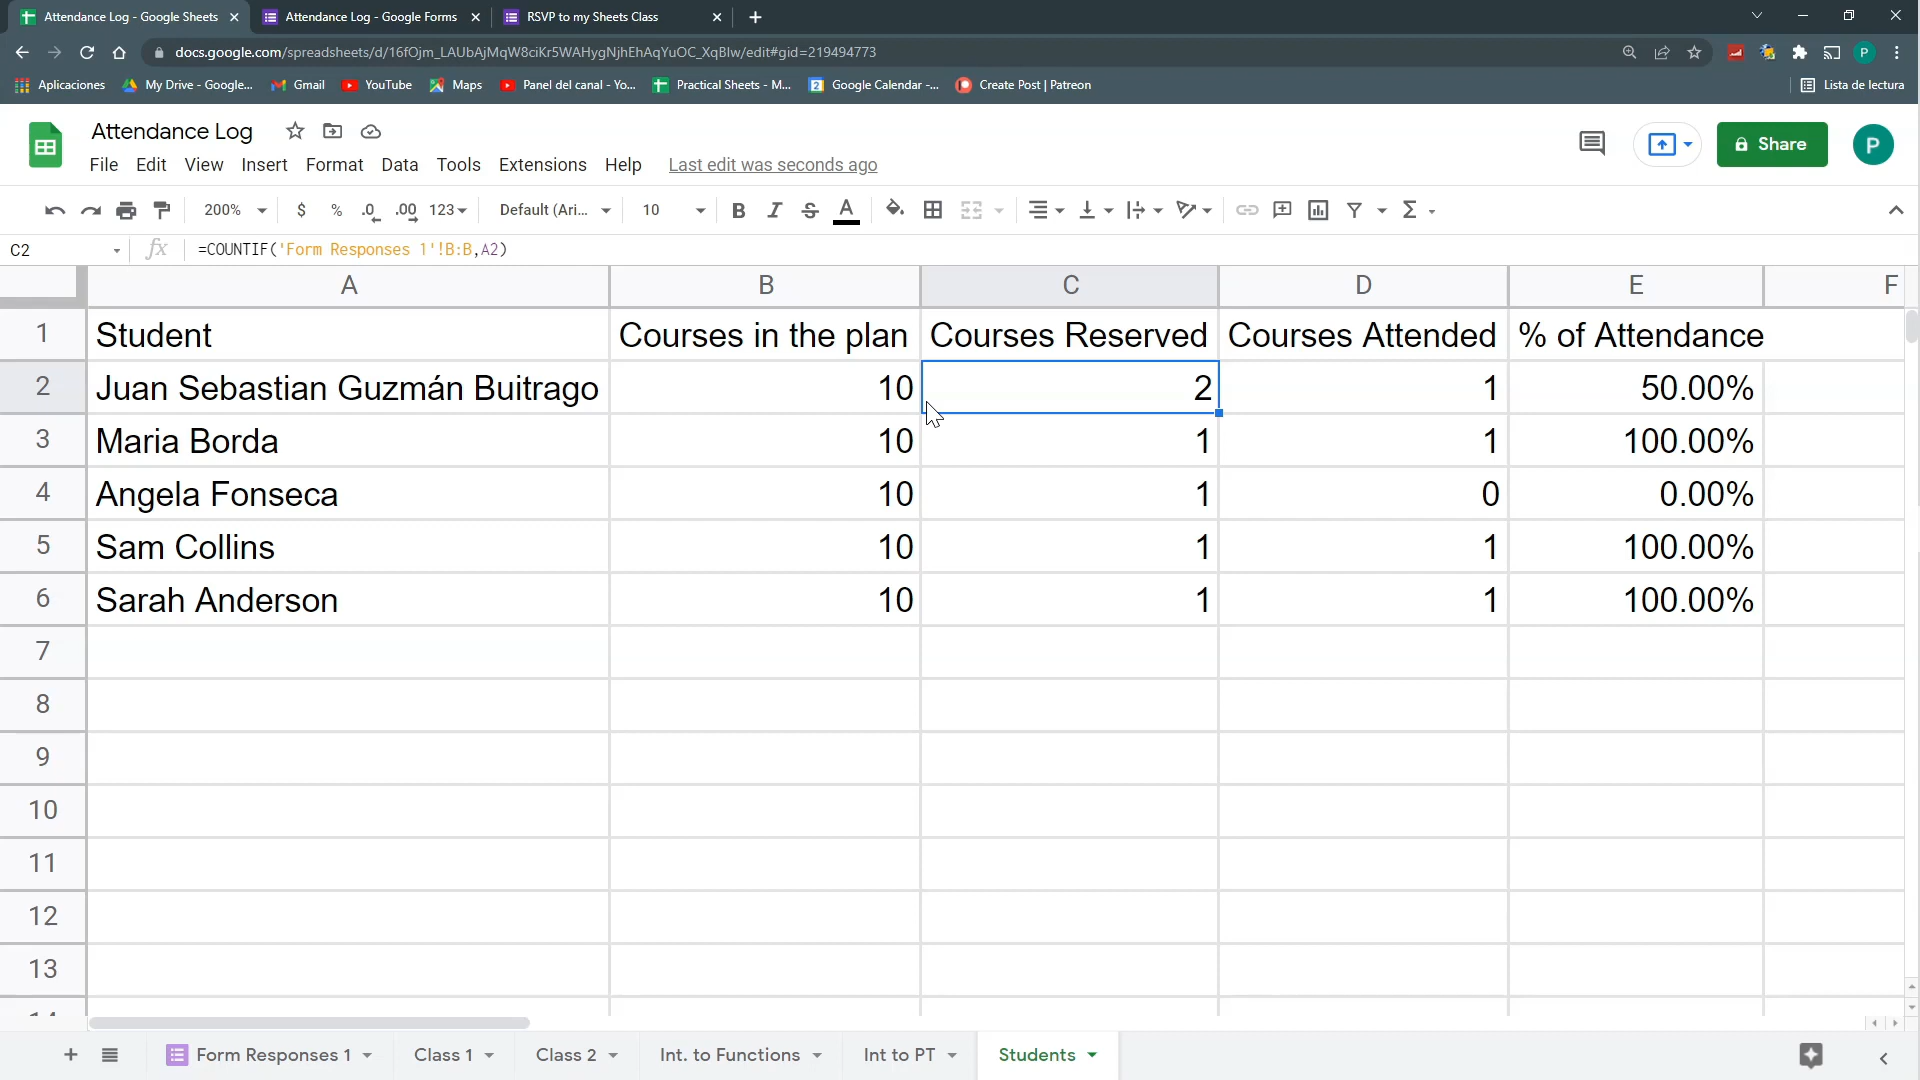 Attendance Log - Google Sheets
Attendance Log - Google Forms
RSVP to my Sheets Class
docs.google.com/spreadsheets/d/16fOjm_LAUbAjMqW8ciKr5WAHygNjhEhAqYuOC_XqBlw/edit#gid=219494773
P
Aplicaciones
My Drive - Google...
Gmail
YouTube
Maps
Panel del canal - Yo...
Practical Sheets - M...
Google Calendar -...
Create Post | Patreon
Lista de lectura
Attendance Log
Share
P
File Edit View Insert Format Data Tools Extensions Help Last edit was seconds ago
200% $ % .0 .00 123 Default (Ari... 10 B I S A
C2 fx =COUNTIF('Form Responses 1'!B:B,A2)
A B C D E F
1 Student Courses in the plan Courses Reserved Courses Attended % of Attendance
2 Juan Sebastian Guzmán Buitrago 10 2 1 50.00%
3 Maria Borda 10 1 1 100.00%
4 Angela Fonseca 10 1 0 0.00%
5 Sam Collins 10 1 1 100.00%
6 Sarah Anderson 10 1 1 100.00%
7
8
9
10
11
12
13
14
Form Responses 1 Class 1 Class 2 Int. to Functions Int to PT Students